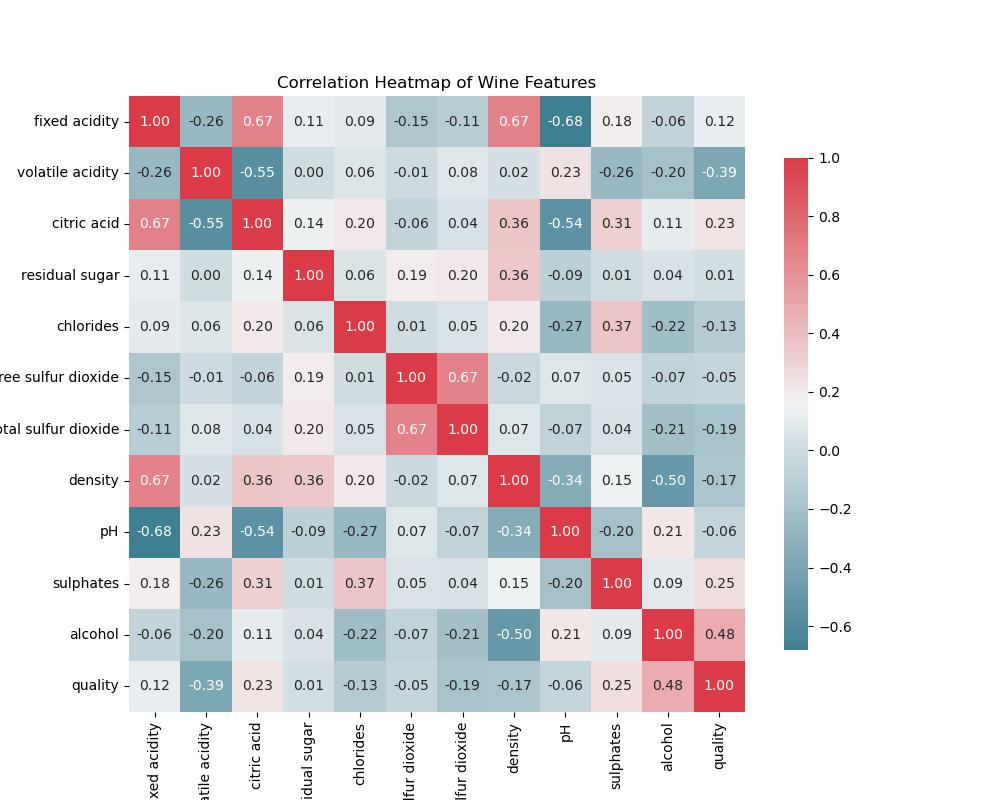 Correlation Heatmap of Wine Features
fixed acidity 1.00 -0.26 0.67 0.11 0.09 -0.15 -0.11 0.67 -0.68 0.18 -0.06 0.12
volatile acidity -0.26 1.00 -0.55 0.00 0.06 -0.01 0.08 0.02 0.23 -0.26 -0.20 -0.39
citric acid 0.67 -0.55 1.00 0.14 0.20 -0.06 0.04 0.36 -0.54 0.31 0.11 0.23
residual sugar 0.11 0.00 0.14 1.00 0.06 0.19 0.20 0.36 -0.09 0.01 0.04 0.01
chlorides 0.09 0.06 0.20 0.06 1.00 0.01 0.05 0.20 -0.27 0.37 -0.22 -0.13
ree sulfur dioxide -0.15 -0.01 -0.06 0.19 0.01 1.00 0.67 -0.02 0.07 0.05 -0.07 -0.05
otal sulfur dioxide -0.11 0.08 0.04 0.20 0.05 0.67 1.00 0.07 -0.07 0.04 -0.21 -0.19
density 0.67 0.02 0.36 0.36 0.20 -0.02 0.07 1.00 -0.34 0.15 -0.50 -0.17
pH -0.68 0.23 -0.54 -0.09 -0.27 0.07 -0.07 -0.34 1.00 -0.20 0.21 -0.06
sulphates 0.18 -0.26 0.31 0.01 0.37 0.05 0.04 0.15 -0.20 1.00 0.09 0.25
alcohol -0.06 -0.20 0.11 0.04 -0.22 -0.07 -0.21 -0.50 0.21 0.09 1.00 0.48
quality 0.12 -0.39 0.23 0.01 -0.13 -0.05 -0.19 -0.17 -0.06 0.25 0.48 1.00
xed acidity
atile acidity
citric acid
idual sugar
chlorides
lfur dioxide
lfur dioxide
density
pH
sulphates
alcohol
quality
1.0
0.8
0.6
0.4
0.2
0.0
−0.2
−0.4
−0.6